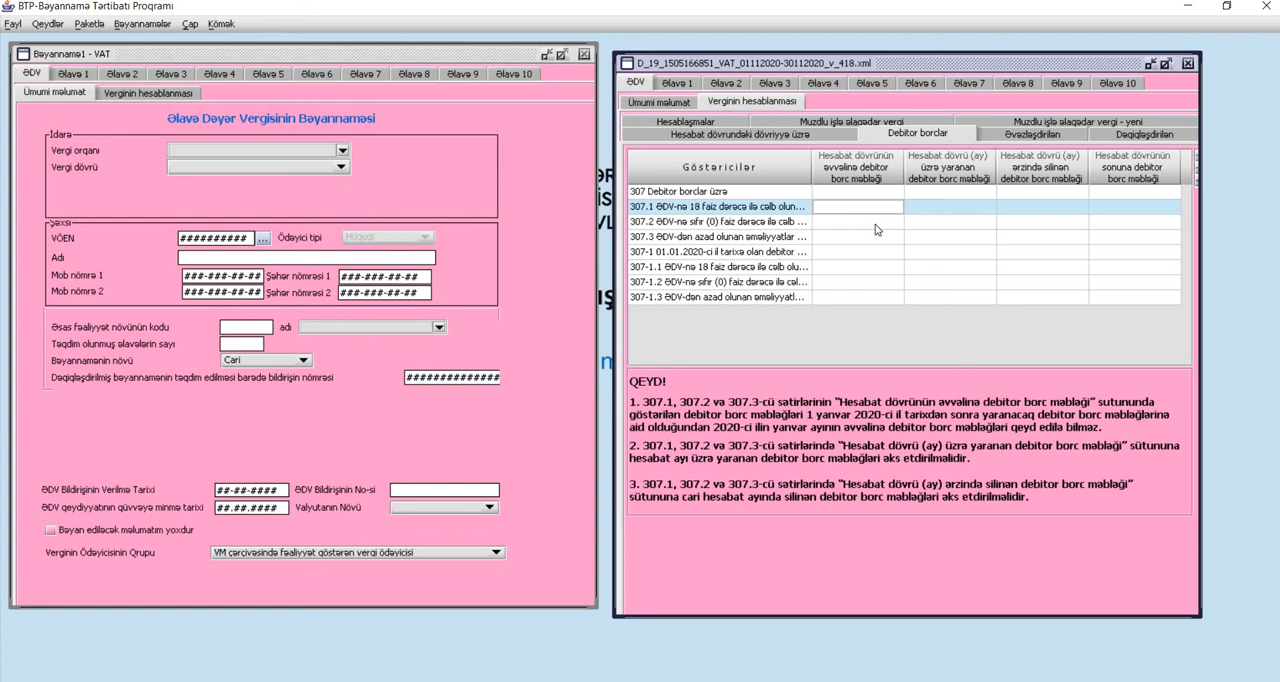 BTP-Bəyannamə Tərtibatı Proqramı
Fayl Qeydlər Paketlə Bəyannamələr Çap Kömək
Bəyannamə1 - VAT
ƏDV Əlavə 1 Əlavə 2 Əlavə 3 Əlavə 4 Əlavə 5 Əlavə 6 Əlavə 7 Əlavə 8 Əlavə 9 Əlavə 10
Ümumi məlumat Verginin hesablanması
Əlavə Dəyər Vergisinin Bəyannaməsi
İdarə
Vergi orqanı
Vergi dövrü
Şəxsi
VÖEN ########## ... Ödəyici tipi Hüquqi
Adı
Mob nömrə 1 ###-###-##-## Şəhər nömrəsi 1 ###-###-##-##
Mob nömrə 2 ###-###-##-## Şəhər nömrəsi 2 ###-###-##-##
Əsas fəaliyyət növünün kodu adı
Təqdim olunmuş əlavələrin sayı
Bəyannamənin növü Cari
Dəqiqləşdirilmiş bəyannamənin təqdim edilməsi barədə bildirişin nömrəsi ##############
ƏDV Bildirişinin Verilmə Tarixi ##-##-#### ƏDV Bildirişinin No-si
ƏDV qeydiyyatının qüvvəyə minmə tarixi ##.##.#### Valyutanın Növü
Bəyan ediləcək məlumatım yoxdur
Verginin Ödəyicisinin Qrupu VM çərçivəsində fəaliyyət göstərən vergi ödəyicisi
D_19_1505166851_VAT_01112020-30112020_v_418.xml
ƏDV Əlavə 1 Əlavə 2 Əlavə 3 Əlavə 4 Əlavə 5 Əlavə 6 Əlavə 7 Əlavə 8 Əlavə 9 Əlavə 10
Ümumi məlumat Verginin hesablanması
Hesablaşmalar Muzdlu işlə əlaqədar vergi Muzdlu işlə əlaqədar vergi - yeni
Hesabat dövründəki dövriyyə üzrə Debitor borclar Əvəzləşdirilən Dəqiqləşdirilən
Göstəricilər
Hesabat dövrünün
əvvəlinə debitor
borc məbləği
Hesabat dövrü (ay)
üzrə yaranan
debitor borc məbləği
Hesabat dövrü (ay)
ərzində silinən
debitor borc məbləği
Hesabat dövrünün
sonuna debitor
borc məbləği
307 Debitor borclar üzrə
307.1 ƏDV-nə 18 faiz dərəcə ilə cəlb olun...
307.2 ƏDV-nə sıfır (0) faiz dərəcə ilə cəlb ...
307.3 ƏDV-dən azad olunan əməliyyatlar ...
307-1 01.01.2020-ci il tarixə olan debitor ...
307-1.1 ƏDV-nə 18 faiz dərəcə ilə cəlb olu...
307-1.2 ƏDV-nə sıfır (0) faiz dərəcə ilə cəl...
307-1.3 ƏDV-dən azad olunan əməliyyatl...
QEYD!
1. 307.1, 307.2 və 307.3-cü sətirlərinin “Hesabat dövrünün əvvəlinə debitor borc məbləği” sutununda
göstərilən debitor borc məbləğləri 1 yanvar 2020-ci il tarixdən sonra yaranacaq debitor borc məbləğlərinə
aid olduğundan 2020-ci ilin yanvar ayının əvvəlinə debitor borc məbləğləri qeyd edilə bilməz.
2. 307.1, 307.2 və 307.3-cü sətirlərində “Hesabat dövrü (ay) üzrə yaranan debitor borc məbləği” sütununa
hesabat ayı üzrə yaranan debitor borc məbləğləri əks etdirilməlidir.
3. 307.1, 307.2 və 307.3-cü sətirlərində “Hesabat dövrü (ay) ərzində silinən debitor borc məbləği”
sütununa cari hesabat ayında silinən debitor borc məbləğləri əks etdirilməlidir.